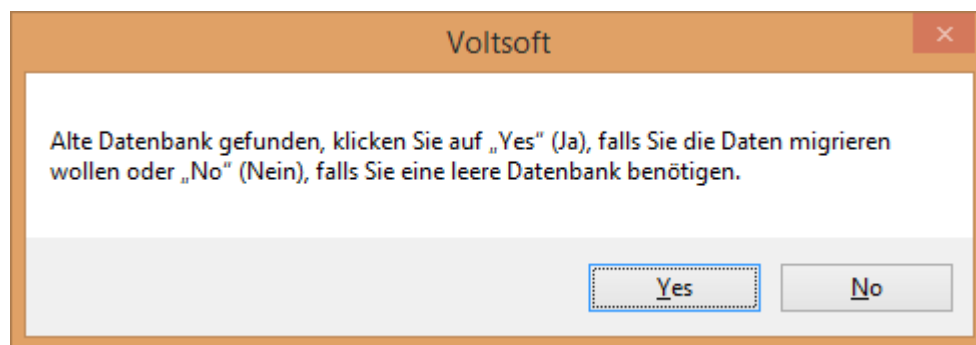 Voltsoft
Alte Datenbank gefunden, klicken Sie auf „Yes“ (Ja), falls Sie die Daten migrieren
wollen oder „No“ (Nein), falls Sie eine leere Datenbank benötigen.
Yes
No